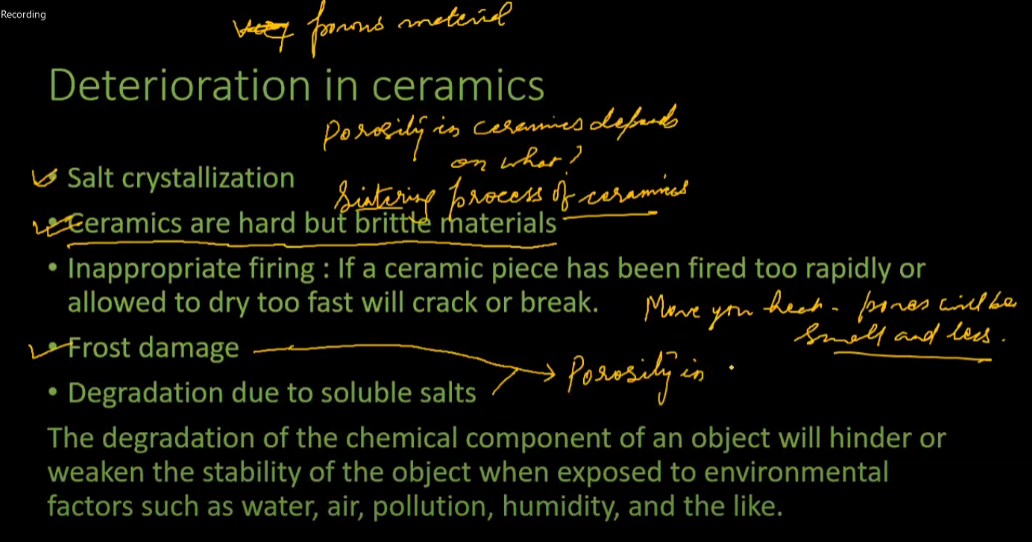 Recording
porous material
Deterioration in ceramics
Porosity in ceramics depends
on what?
• Salt crystallization
Sintering process of ceramics
• Ceramics are hard but brittle materials
• Inappropriate firing : If a ceramic piece has been fired too rapidly or
allowed to dry too fast will crack or break.
More you heat - pores will be
small and less.
• Frost damage
Porosity in
• Degradation due to soluble salts
The degradation of the chemical component of an object will hinder or
weaken the stability of the object when exposed to environmental
factors such as water, air, pollution, humidity, and the like.